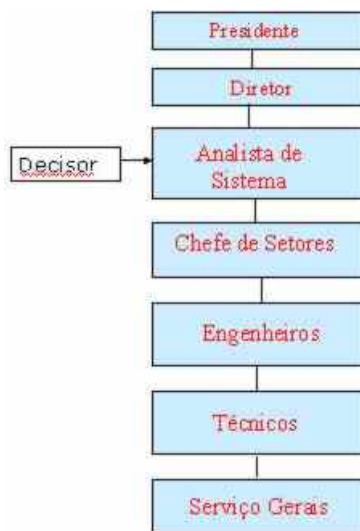 Presidente
Diretor
Decisor
Analista de
Sistema
Chefe de Setores
Engenheiros
Técnicos
Serviço Gerais